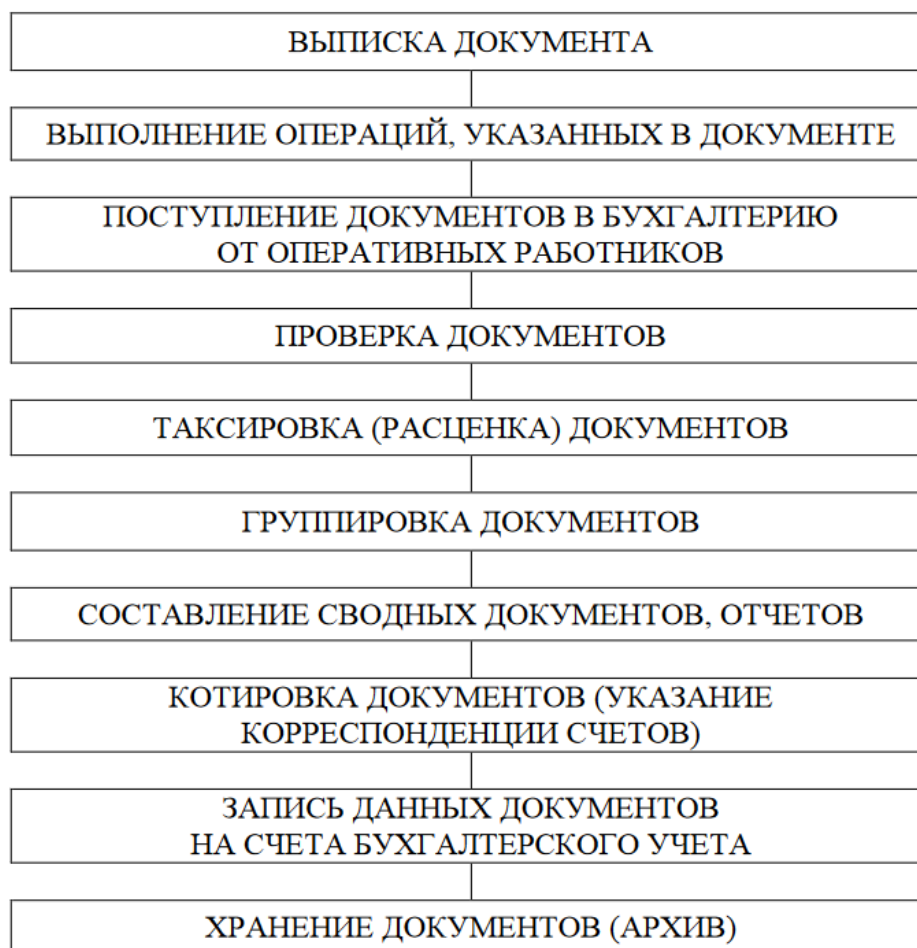 ВЫПИСКА ДОКУМЕНТА
ВЫПОЛНЕНИЕ ОПЕРАЦИЙ, УКАЗАННЫХ В ДОКУМЕНТЕ
ПОСТУПЛЕНИЕ ДОКУМЕНТОВ В БУХГАЛТЕРИЮ
ОТ ОПЕРАТИВНЫХ РАБОТНИКОВ
ПРОВЕРКА ДОКУМЕНТОВ
ТАКСИРОВКА (РАСЦЕНКА) ДОКУМЕНТОВ
ГРУППИРОВКА ДОКУМЕНТОВ
СОСТАВЛЕНИЕ СВОДНЫХ ДОКУМЕНТОВ, ОТЧЕТОВ
КОТИРОВКА ДОКУМЕНТОВ (УКАЗАНИЕ
КОРРЕСПОНДЕНЦИИ СЧЕТОВ)
ЗАПИСЬ ДАННЫХ ДОКУМЕНТОВ
НА СЧЕТА БУХГАЛТЕРСКОГО УЧЕТА
ХРАНЕНИЕ ДОКУМЕНТОВ (АРХИВ)